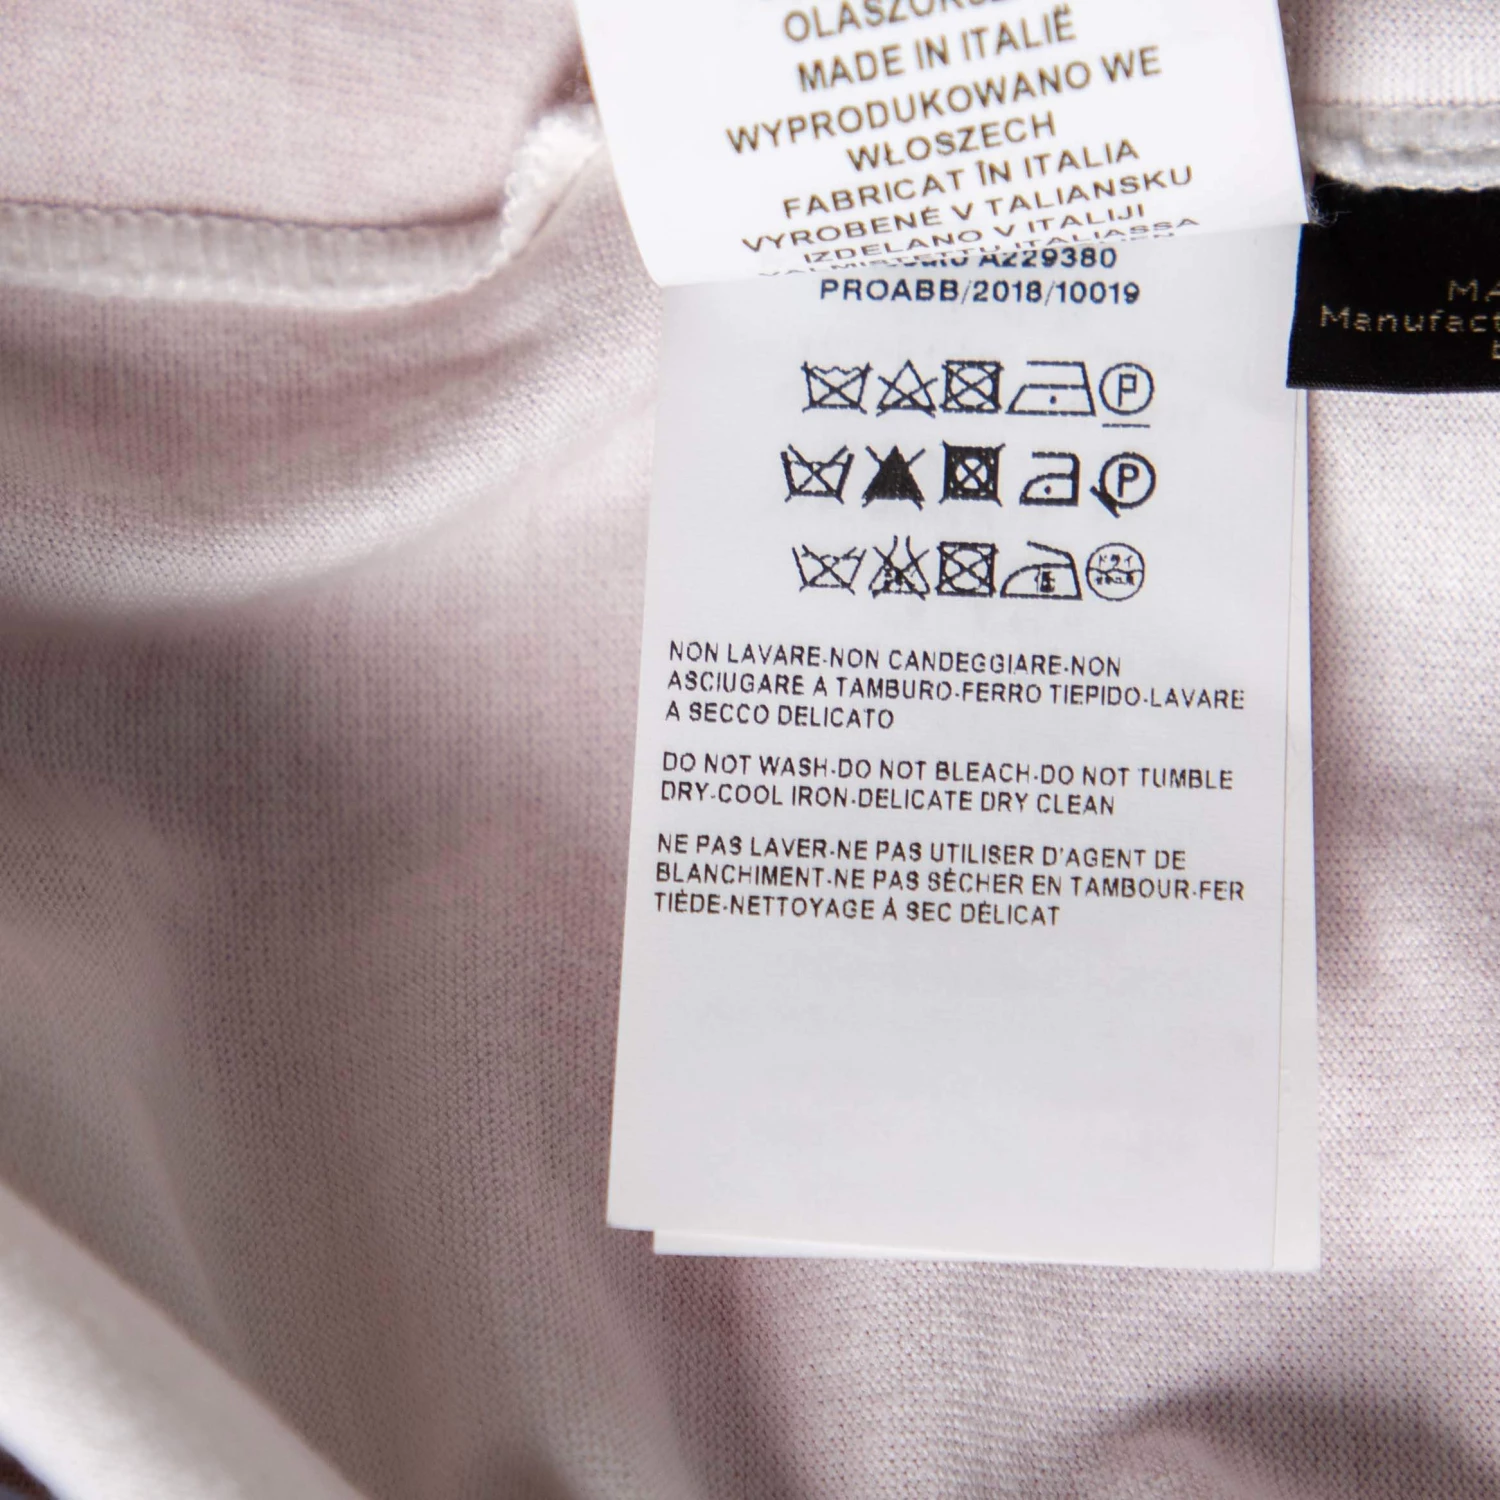 MADE IN ITALIË
WYPRODUKOWANO WE
WŁOSZECH
FABRICAT ÎN ITALIA
VYROBENÉ V TALIANSKU
IZDELANO V ITALIJI
A229380
PROABB/2018/10019
P
P
ドライ
NON LAVARE-NON CANDEGGIARE-NON
ASCIUGARE A TAMBURO-FERRO TIEPIDO-LAVARE
A SECCO DELICATO
DO NOT WASH-DO NOT BLEACH-DO NOT TUMBLE
DRY-COOL IRON-DELICATE DRY CLEAN
NE PAS LAVER-NE PAS UTILISER D'AGENT DE
BLANCHIMENT-NE PAS SÉCHER EN TAMBOUR-FER
TIÈDE-NETTOYAGE À SEC DÉLICAT